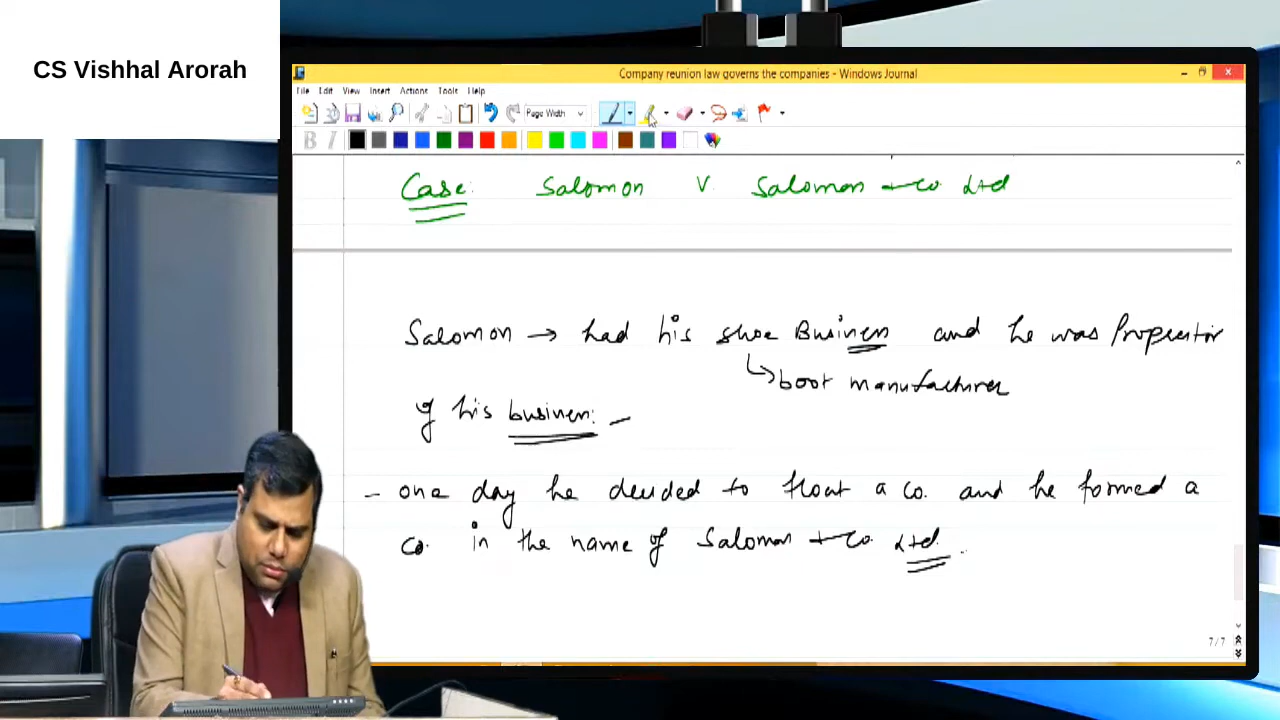 CS Vishhal Arorah
Company reunion law governs the companies - Windows Journal
File Edit View Insert Actions Tools Help
Page Width
B I
Case: Salomon V. Salomon + Co. Ltd
Salomon → had his shoe Business and he was Proprietor
↳ boot manufacturer
of his business: -
- one day he decided to float a Co. and he formed a
Co. in the name of Salomon + Co. Ltd.
7/7